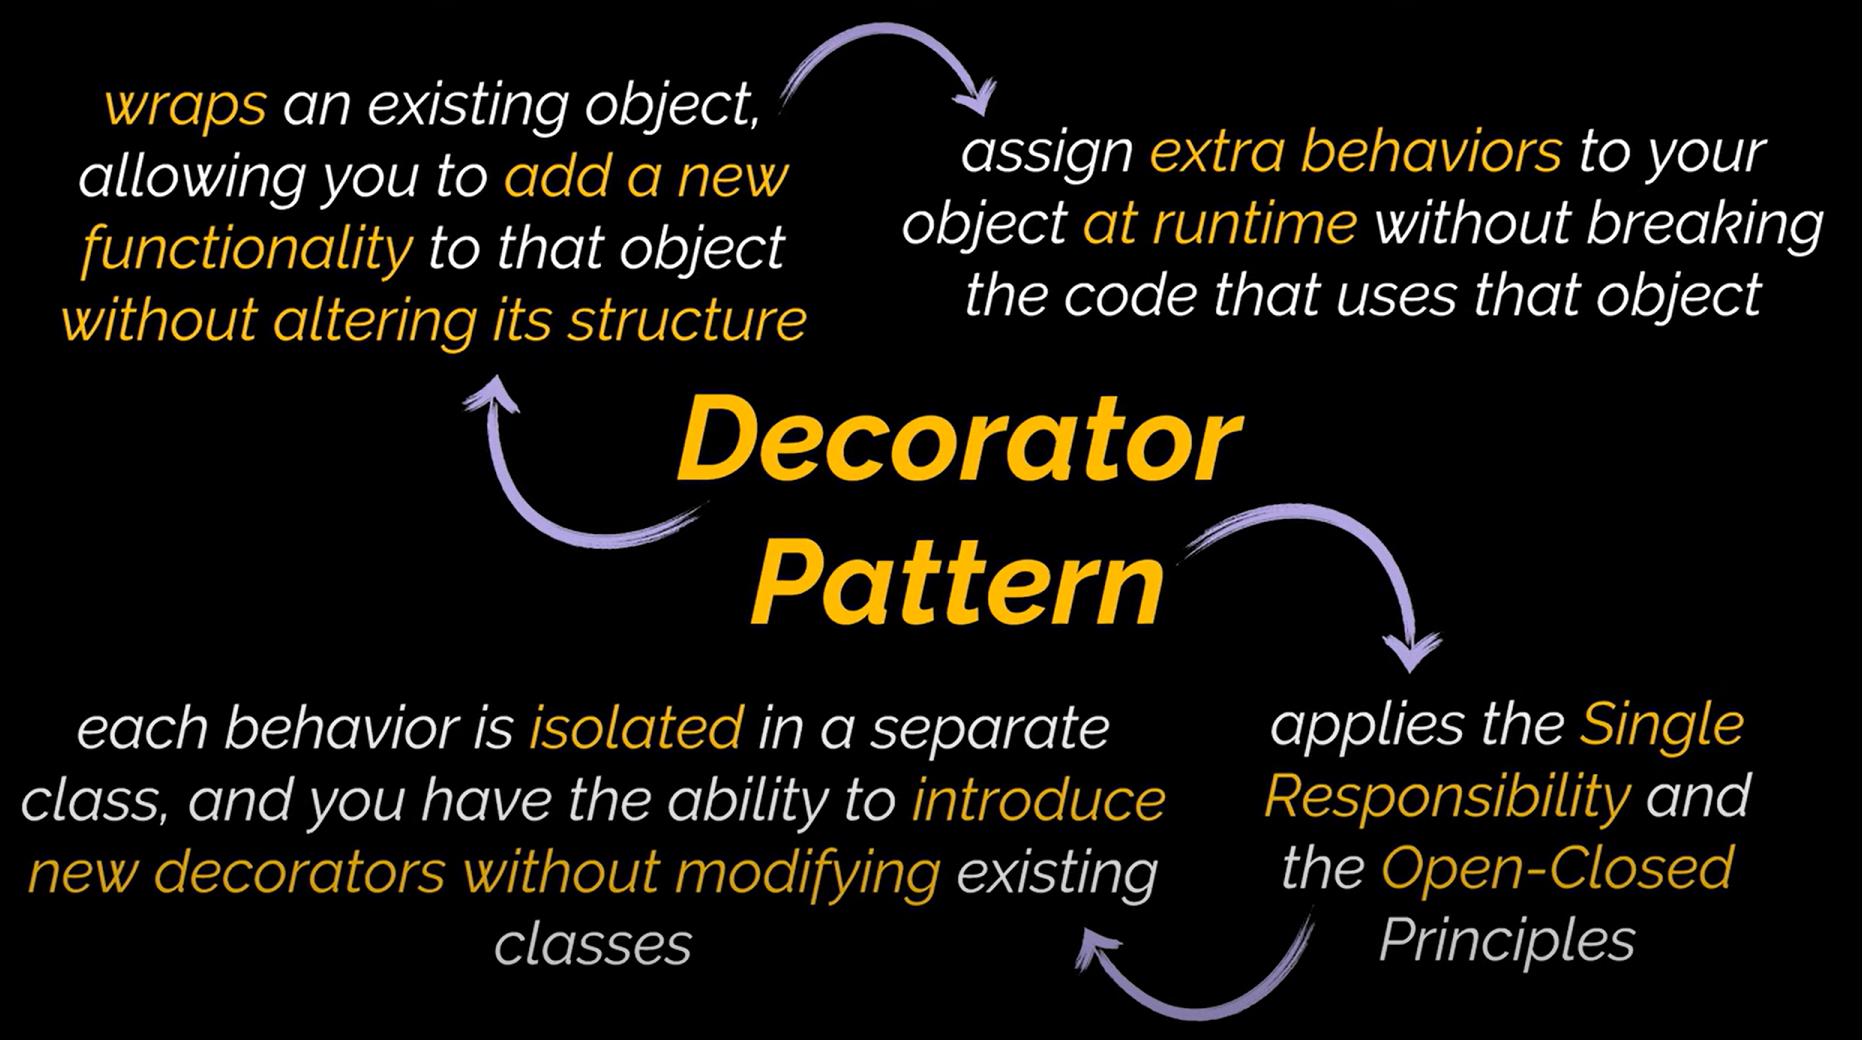 wraps an existing object,
allowing you to add a new
functionality to that object
without altering its structure
assign extra behaviors to your
object at runtime without breaking
the code that uses that object
Decorator
Pattern
each behavior is isolated in a separate
class, and you have the ability to introduce
new decorators without modifying existing
classes
applies the Single
Responsibility and
the Open-Closed
Principles